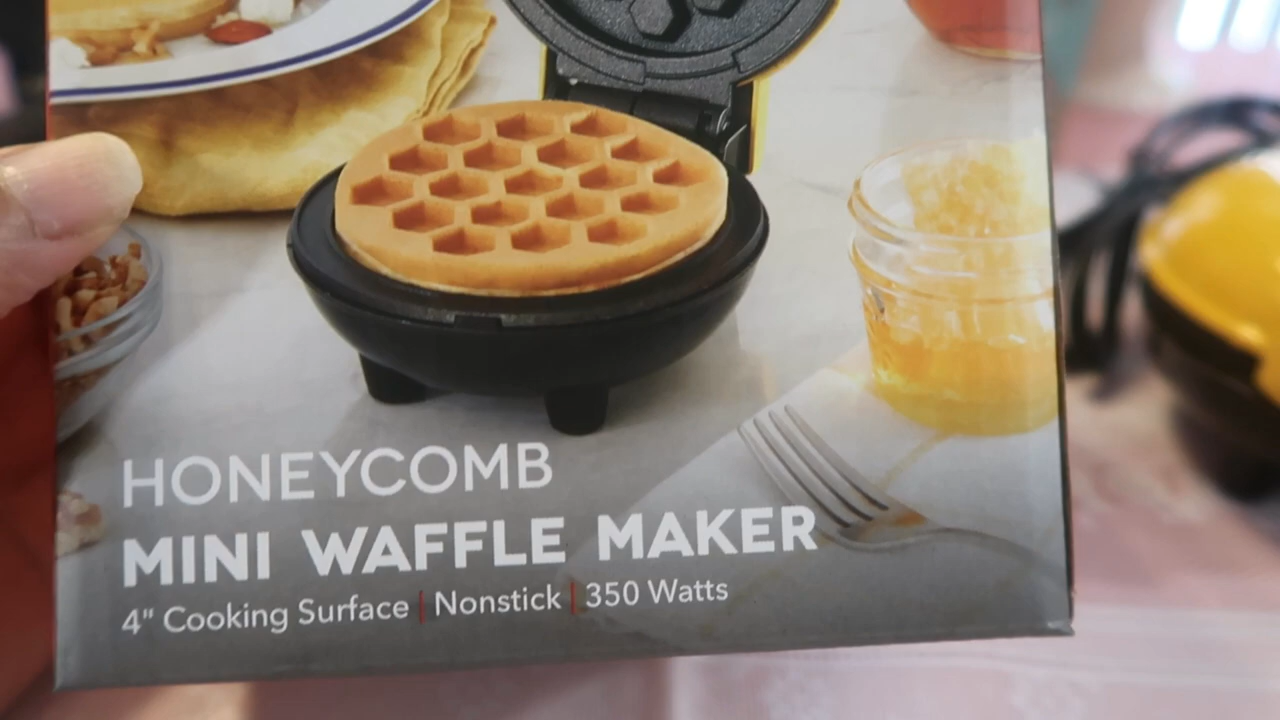 HONEYCOMB
MINI WAFFLE MAKER
4" Cooking Surface | Nonstick | 350 Watts